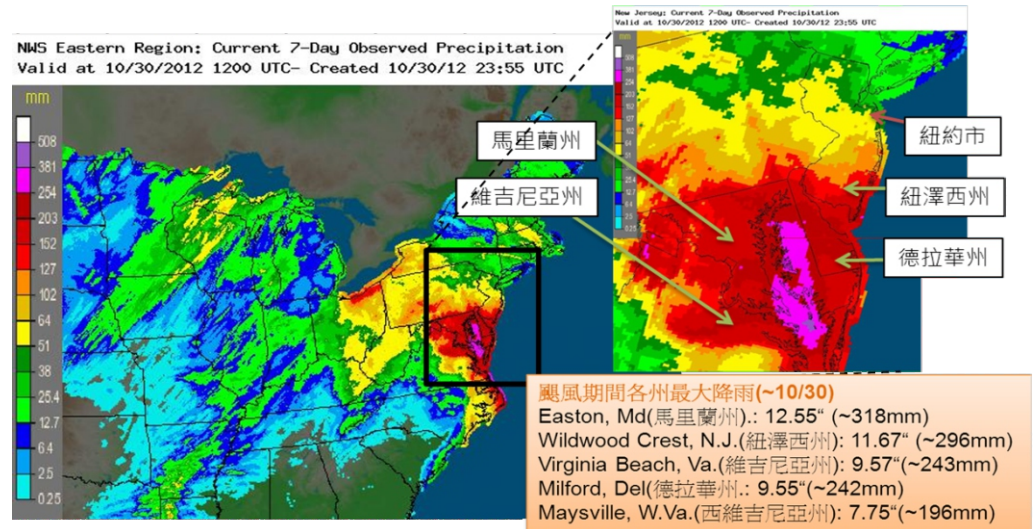 NWS Eastern Region: Current 7-Day Observed Precipitation
Valid at 10/30/2012 1200 UTC- Created 10/30/12 23:55 UTC
mm
508
381
254
203
152
127
102
64
51
38
25.4
12.7
6.4
2.5
0.25
New Jersey: Current 7-Day Observed Precipitation
Valid at 10/30/2012 1200 UTC- Created 10/30/12 23:55 UTC
mm
馬里蘭州
維吉尼亞州
紐約市
紐澤西州
德拉華州
颶風期間各州最大降雨(~10/30)
Easton, Md(馬里蘭州).: 12.55“ (~318mm)
Wildwood Crest, N.J.(紐澤西州): 11.67“ (~296mm)
Virginia Beach, Va.(維吉尼亞州): 9.57“(~243mm)
Milford, Del(德拉華州.: 9.55“(~242mm)
Maysville, W.Va.(西維吉尼亞州): 7.75“(~196mm)